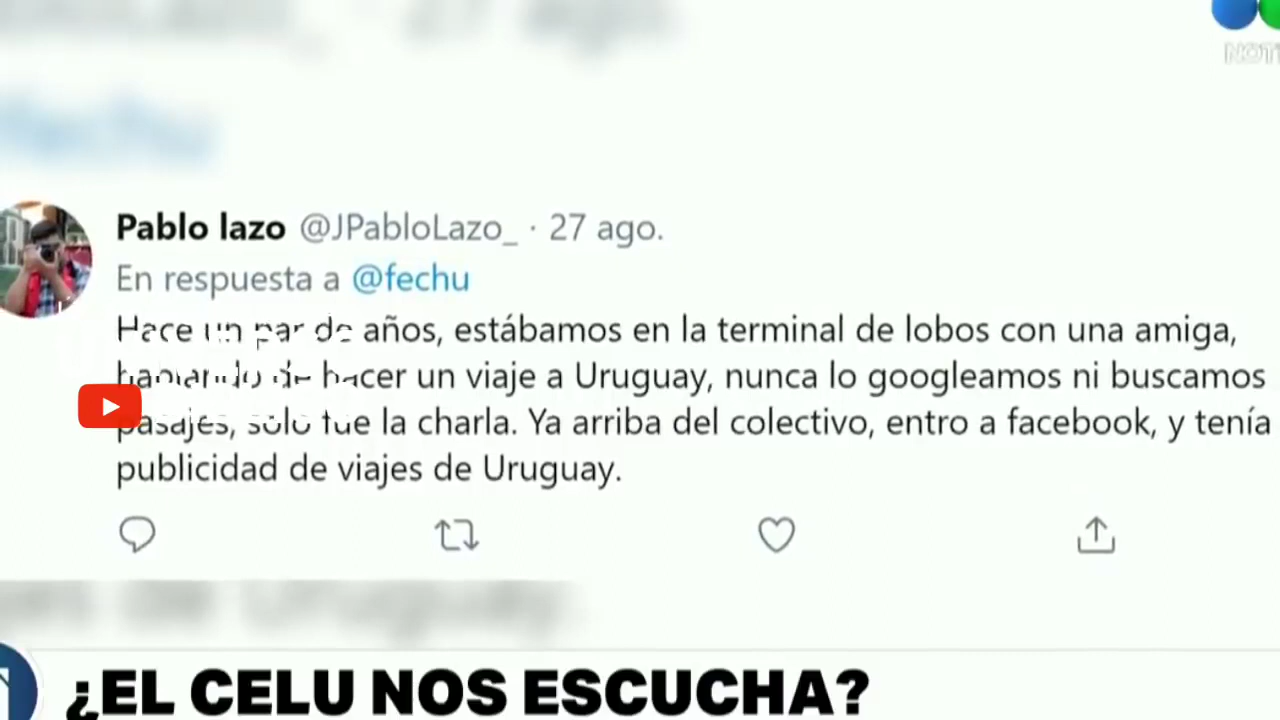 NOTI
Pablo lazo @JPabloLazo_ · 27 ago.
En respuesta a @fechu
Hace un par de años, estábamos en la terminal de lobos con una amiga,
hablando de hacer un viaje a Uruguay, nunca lo googleamos ni buscamos
pasajes, solo fue la charla. Ya arriba del colectivo, entro a facebook, y tenía
publicidad de viajes de Uruguay.
¿EL CELU NOS ESCUCHA?